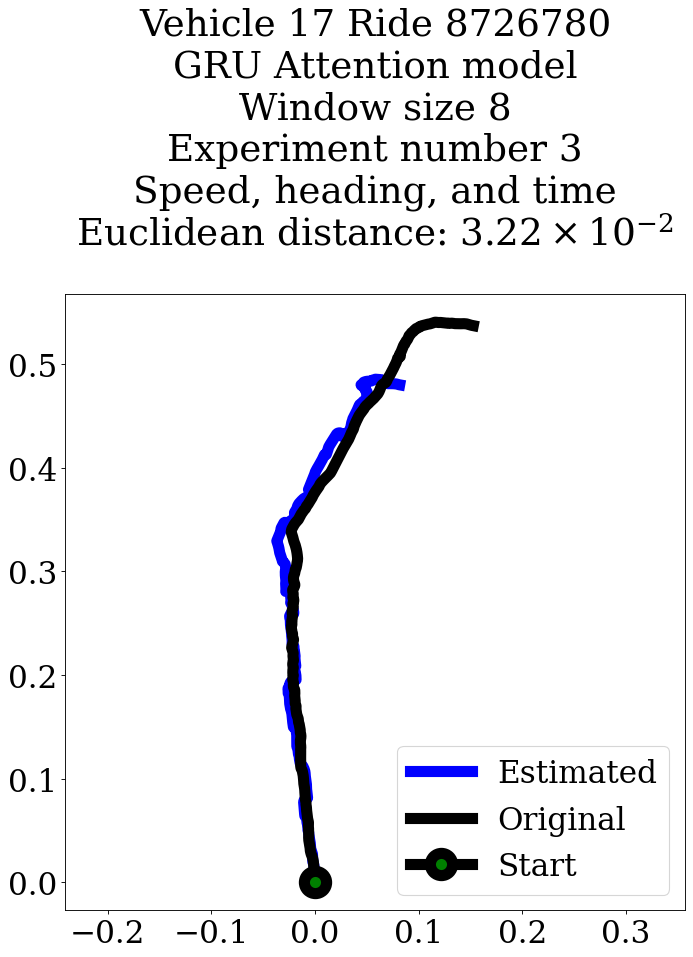 Vehicle 17 Ride 8726780
GRU Attention model
Window size 8
Experiment number 3
Speed, heading, and time
Euclidean distance: 3.22 × 10⁻²
0.5
0.4
0.3
0.2
0.1
0.0
−0.2 −0.1 0.0 0.1 0.2 0.3
Estimated
Original
Start